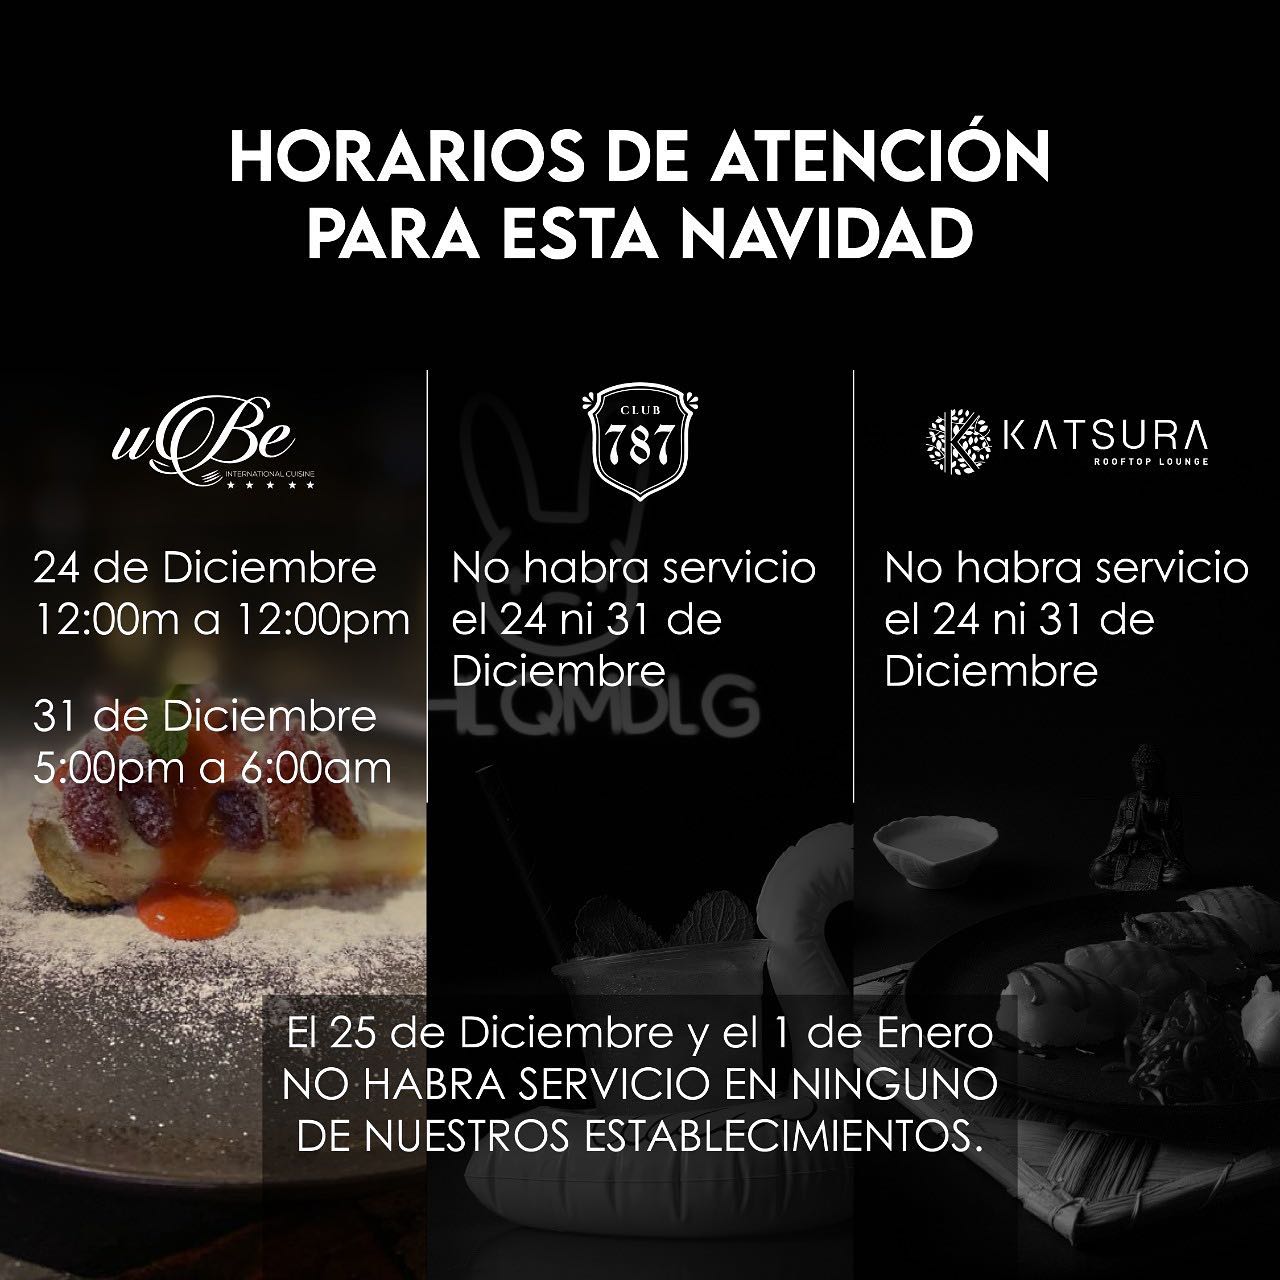 HORARIOS DE ATENCIÓN
PARA ESTA NAVIDAD
uBe
INTERNATIONAL CUISINE
24 de Diciembre
12:00m a 12:00pm
31 de Diciembre
5:00pm a 6:00am
CLUB
787
No habra servicio
el 24 ni 31 de
Diciembre
HLQMDLG
KATSURA
ROOFTOP LOUNGE
No habra servicio
el 24 ni 31 de
Diciembre
El 25 de Diciembre y el 1 de Enero
NO HABRA SERVICIO EN NINGUNO
DE NUESTROS ESTABLECIMIENTOS.